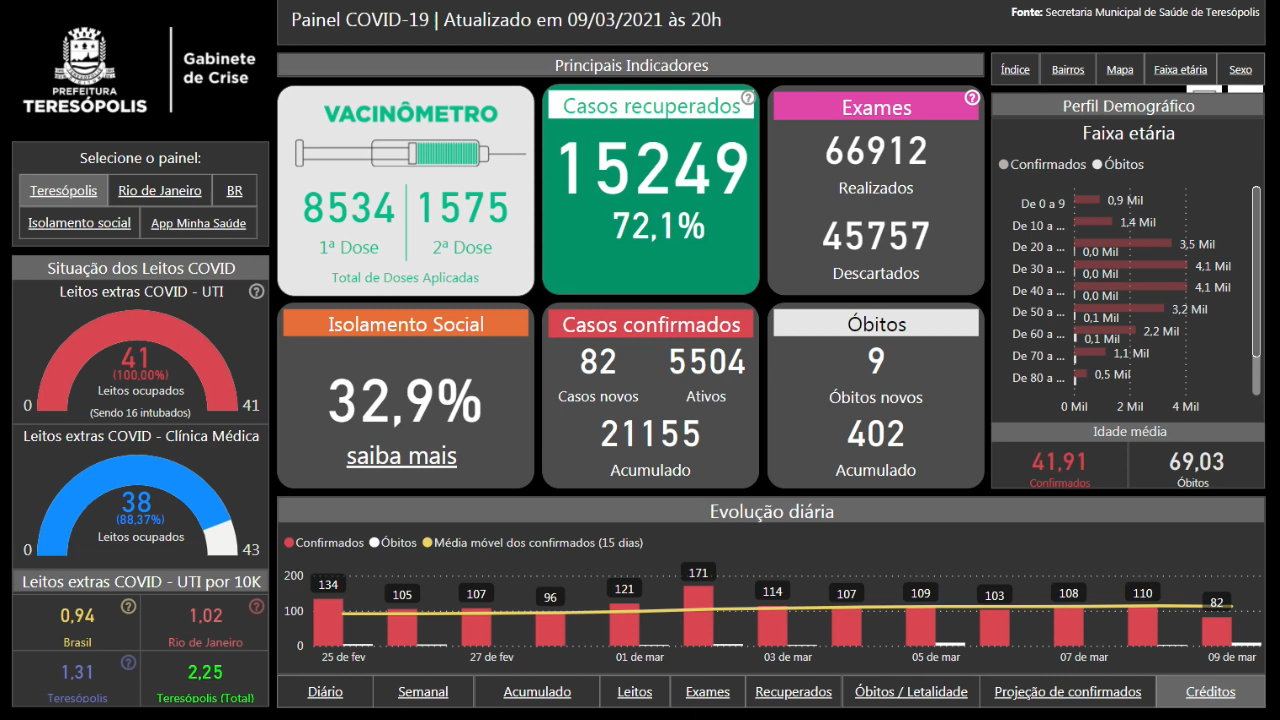 PREFEITURA
TERESÓPOLIS
Gabinete
de Crise
Painel COVID-19 | Atualizado em 09/03/2021 às 20h
Fonte: Secretaria Municipal de Saúde de Teresópolis
Selecione o painel:
Teresópolis Rio de Janeiro BR
Isolamento social App Minha Saúde
Situação dos Leitos COVID
Leitos extras COVID - UTI ?
41
(100,00%)
Leitos ocupados
(Sendo 16 intubados)
0 41
Leitos extras COVID - Clínica Médica
38
(88,37%)
Leitos ocupados
0 43
Leitos extras COVID - UTI por 10K
0,94 ?
Brasil
1,02 ?
Rio de Janeiro
1,31 ?
Teresópolis
2,25
Teresópolis (Total)
Principais Indicadores
VACINÔMETRO
8534 1575
1ª Dose 2ª Dose
Total de Doses Aplicadas
Casos recuperados ?
15249
72,1%
Exames ?
66912
Realizados
45757
Descartados
Isolamento Social
32,9%
saiba mais
Casos confirmados
82 5504
Casos novos Ativos
21155
Acumulado
Óbitos
9
Óbitos novos
402
Acumulado
Índice Bairros Mapa Faixa etária Sexo
Perfil Demográfico
Faixa etária
Confirmados Óbitos
De 0 a 9 0,9 Mil
De 10 a ... 1,4 Mil
De 20 a ... 3,5 Mil
0,0 Mil
De 30 a ... 4,1 Mil
0,0 Mil
De 40 a ... 4,1 Mil
0,0 Mil
De 50 a ... 3,2 Mil
0,1 Mil
De 60 a ... 2,2 Mil
0,1 Mil
De 70 a ... 1,1 Mil
De 80 a ... 0,5 Mil
0 Mil 2 Mil 4 Mil
Idade média
41,91 69,03
Confirmados Óbitos
Evolução diária
Confirmados Óbitos Média móvel dos confirmados (15 dias)
200
100
0
134 105 107 96 121 171 114 107 109 103 108 110 82
25 de fev 27 de fev 01 de mar 03 de mar 05 de mar 07 de mar 09 de mar
Diário Semanal Acumulado Leitos Exames Recuperados Óbitos / Letalidade Projeção de confirmados Créditos